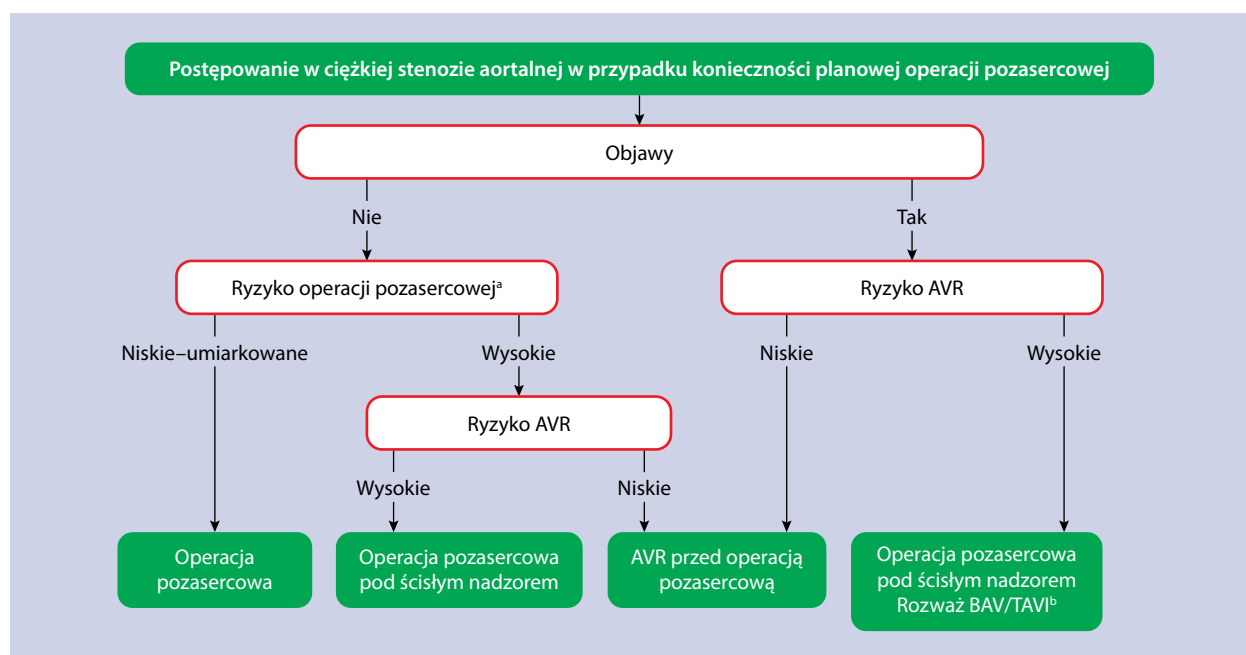 Postępowanie w ciężkiej stenozie aortalnej w przypadku konieczności planowej operacji pozasercowej
Objawy
Nie
Tak
Ryzyko operacji pozasercowejᵃ
Ryzyko AVR
Niskie–umiarkowane
Wysokie
Niskie
Wysokie
Ryzyko AVR
Wysokie
Niskie
Operacja
pozasercowa
Operacja pozasercowa
pod ścisłym nadzorem
AVR przed operacją
pozasercową
Operacja pozasercowa
pod ścisłym nadzorem
Rozważ BAV/TAVIᵇ